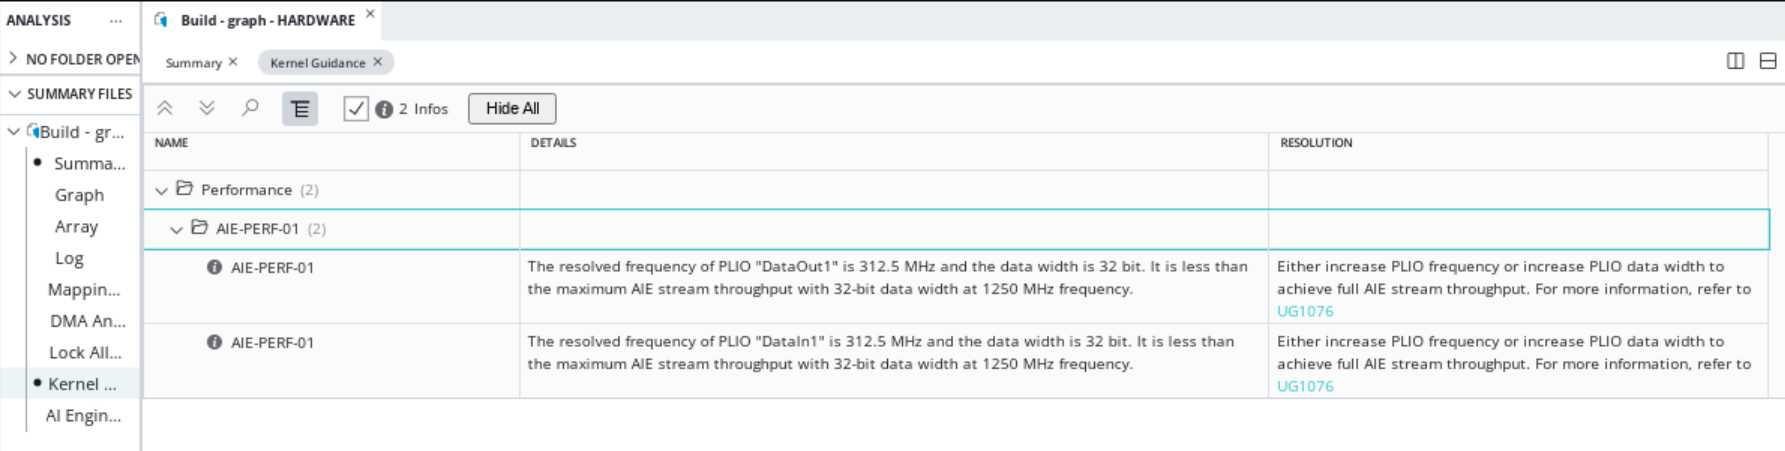 ANALYSIS ...
Build - graph - HARDWARE
NO FOLDER OPEN
Summary
Kernel Guidance
SUMMARY FILES
2 Infos
Hide All
Build - gr...
Summa...
Graph
Array
Log
Mappin...
DMA An...
Lock All...
Kernel ...
AI Engin...
NAME DETAILS RESOLUTION
Performance (2)
AIE-PERF-01 (2)
AIE-PERF-01
The resolved frequency of PLIO "DataOut1" is 312.5 MHz and the data width is 32 bit. It is less than
the maximum AIE stream throughput with 32-bit data width at 1250 MHz frequency.
Either increase PLIO frequency or increase PLIO data width to
achieve full AIE stream throughput. For more information, refer to
UG1076
AIE-PERF-01
The resolved frequency of PLIO "DataIn1" is 312.5 MHz and the data width is 32 bit. It is less than
the maximum AIE stream throughput with 32-bit data width at 1250 MHz frequency.
Either increase PLIO frequency or increase PLIO data width to
achieve full AIE stream throughput. For more information, refer to
UG1076